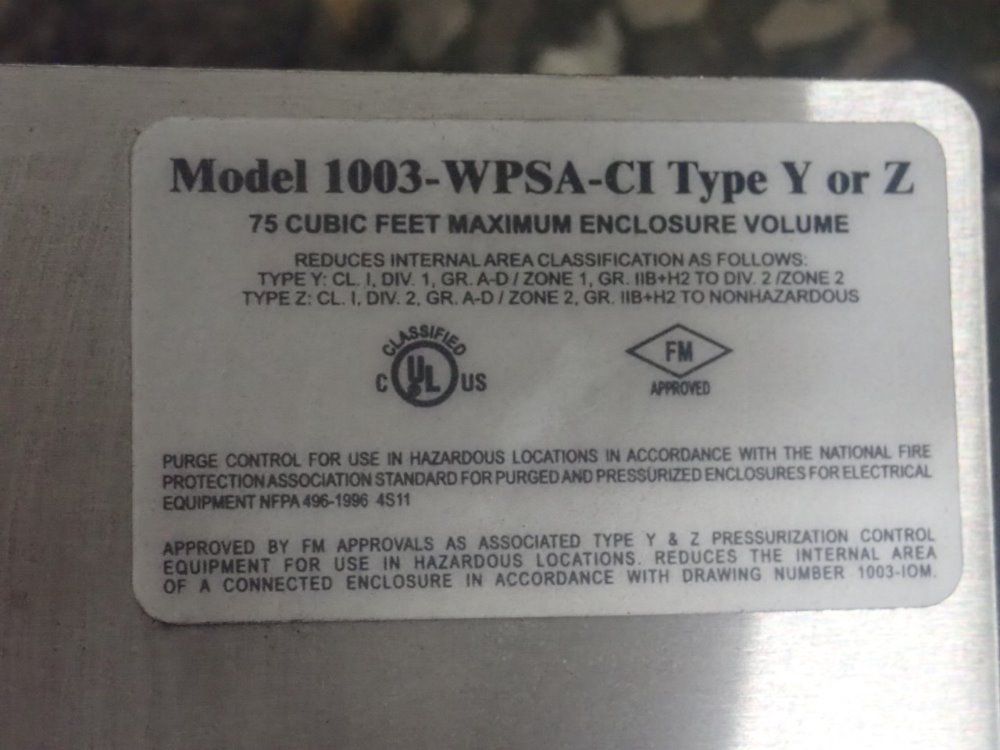 Model 1003-WPSA-CI Type Y or Z
75 CUBIC FEET MAXIMUM ENCLOSURE VOLUME
REDUCES INTERNAL AREA CLASSIFICATION AS FOLLOWS:
TYPE Y: CL. I, DIV. 1, GR. A-D / ZONE 1, GR. IIB+H2 TO DIV. 2 /ZONE 2
TYPE Z: CL. I, DIV. 2, GR. A-D / ZONE 2, GR. IIB+H2 TO NONHAZARDOUS
CLASSIFIED
C UL US
FM
APPROVED
PURGE CONTROL FOR USE IN HAZARDOUS LOCATIONS IN ACCORDANCE WITH THE NATIONAL FIRE
PROTECTION ASSOCIATION STANDARD FOR PURGED AND PRESSURIZED ENCLOSURES FOR ELECTRICAL
EQUIPMENT NFPA 496-1996 4S11
APPROVED BY FM APPROVALS AS ASSOCIATED TYPE Y & Z PRESSURIZATION CONTROL
EQUIPMENT FOR USE IN HAZARDOUS LOCATIONS. REDUCES THE INTERNAL AREA
OF A CONNECTED ENCLOSURE IN ACCORDANCE WITH DRAWING NUMBER 1003-IOM.